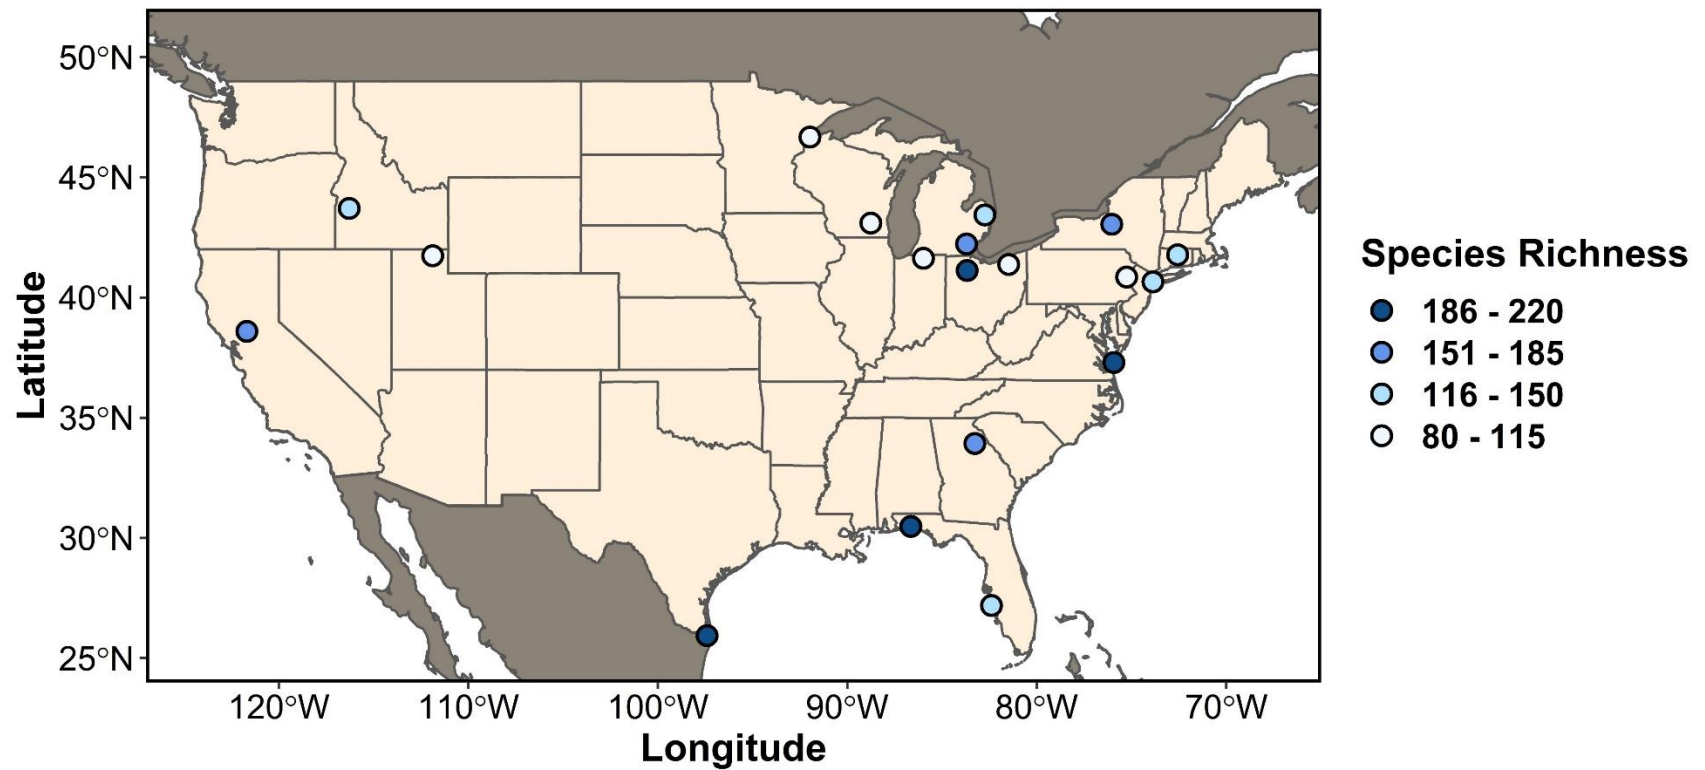 50°N
45°N
40°N
35°N
30°N
25°N
Latitude
120°W 110°W 100°W 90°W 80°W 70°W
Longitude
Species Richness
186 - 220
151 - 185
116 - 150
80 - 115